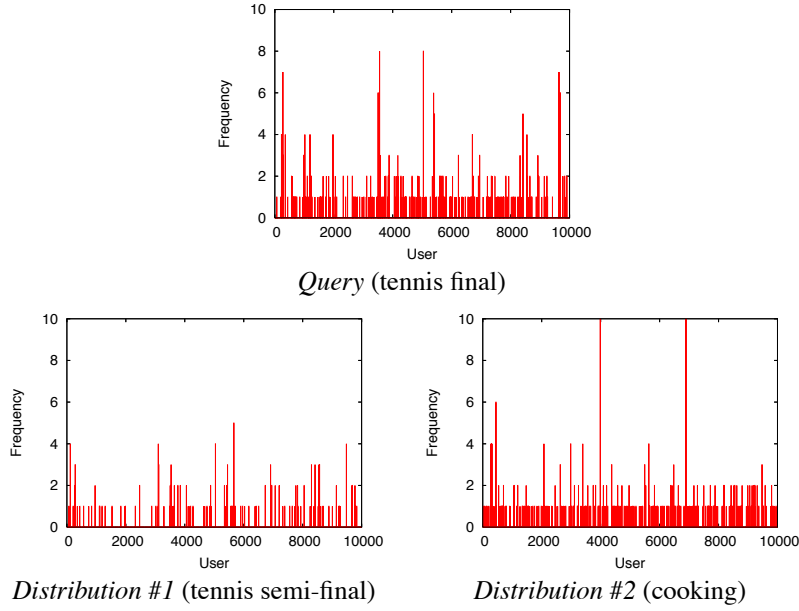 10
8
6
4
2
0
Frequency
0 2000 4000 6000 8000 10000
User
Query (tennis final)
10
8
6
4
2
0
Frequency
0 2000 4000 6000 8000 10000
User
Distribution #1 (tennis semi-final)
10
8
6
4
2
0
Frequency
0 2000 4000 6000 8000 10000
User
Distribution #2 (cooking)